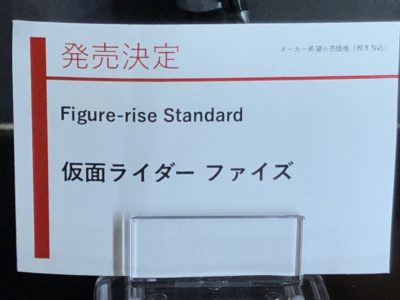 発売決定
メーカー希望小売価格（税8%込）
Figure-rise Standard
仮面ライダー ファイズ